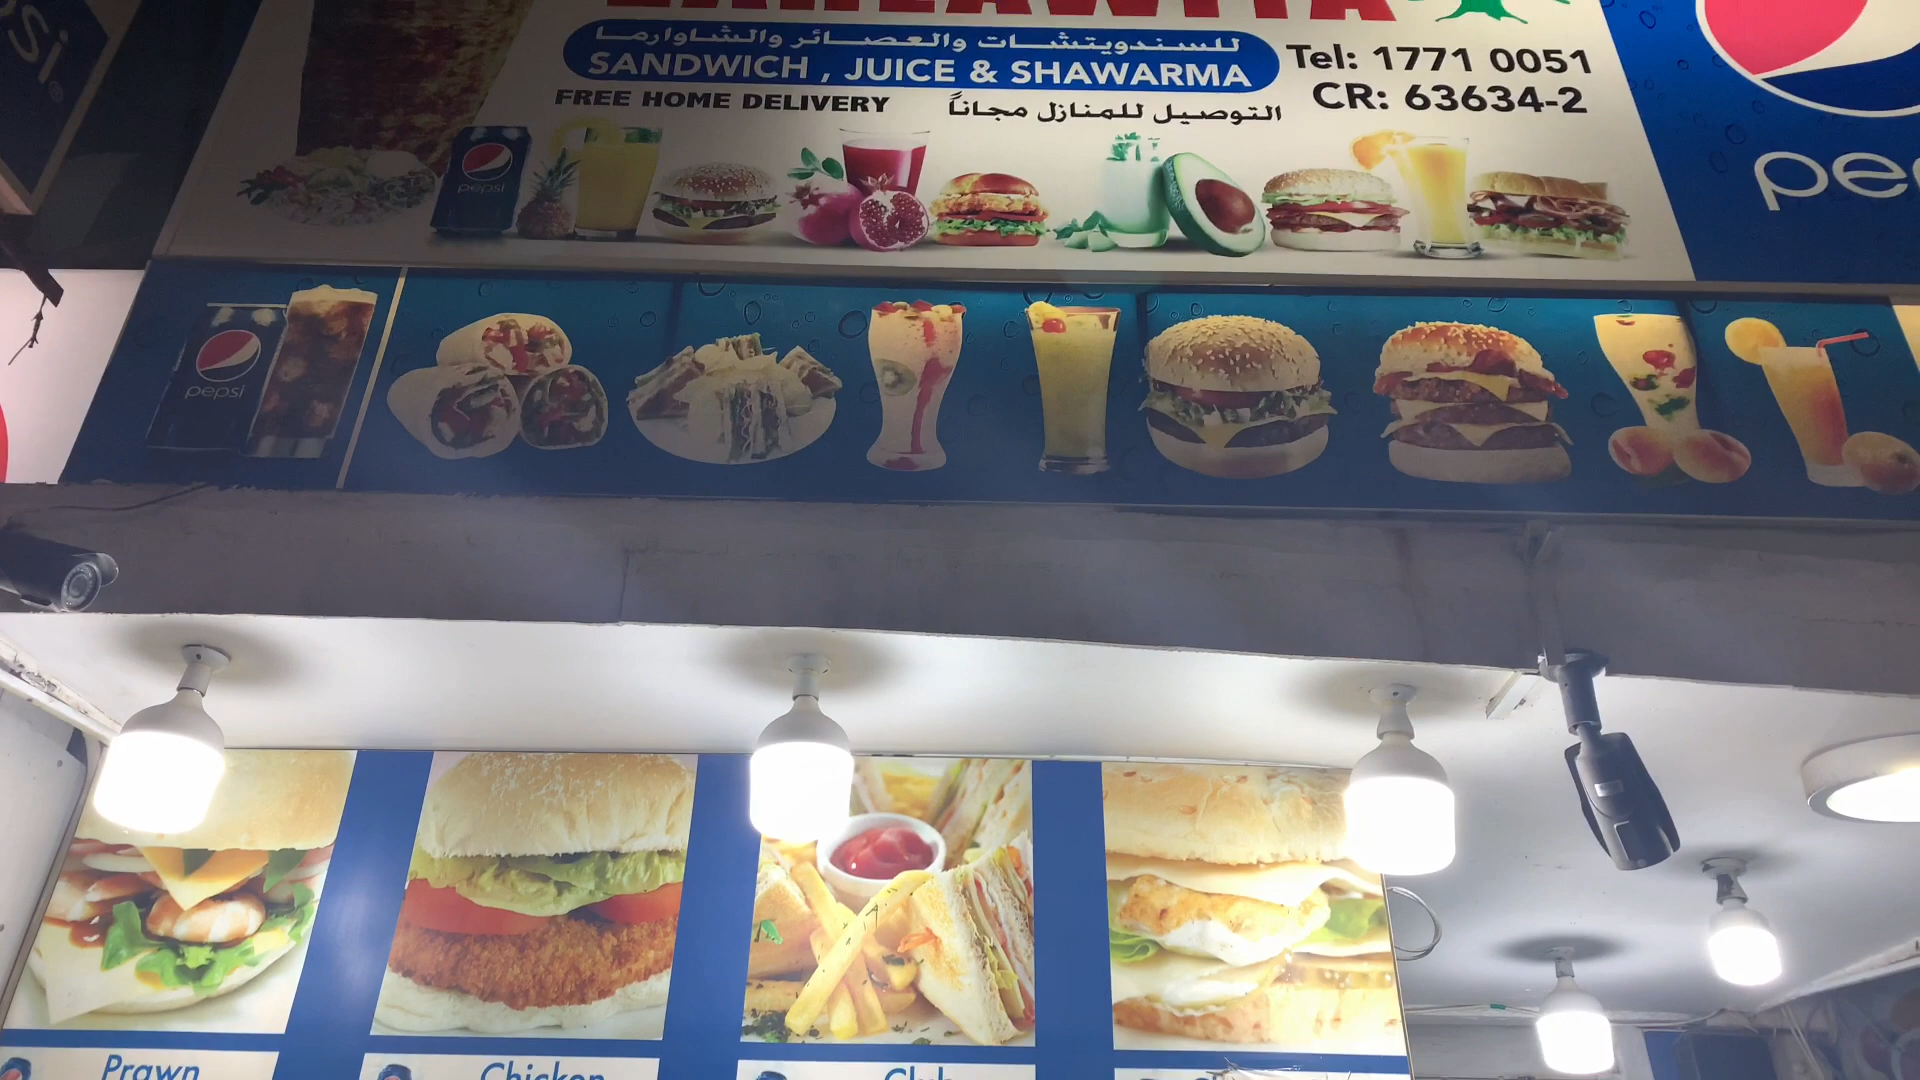 للسندويتشات والعصائر والشاورما
SANDWICH , JUICE & SHAWARMA
Tel: 1771 0051
FREE HOME DELIVERY
التوصيل للمنازل مجاناً
CR: 63634-2
pepsi
pepsi
Prawn
Chicken
Club